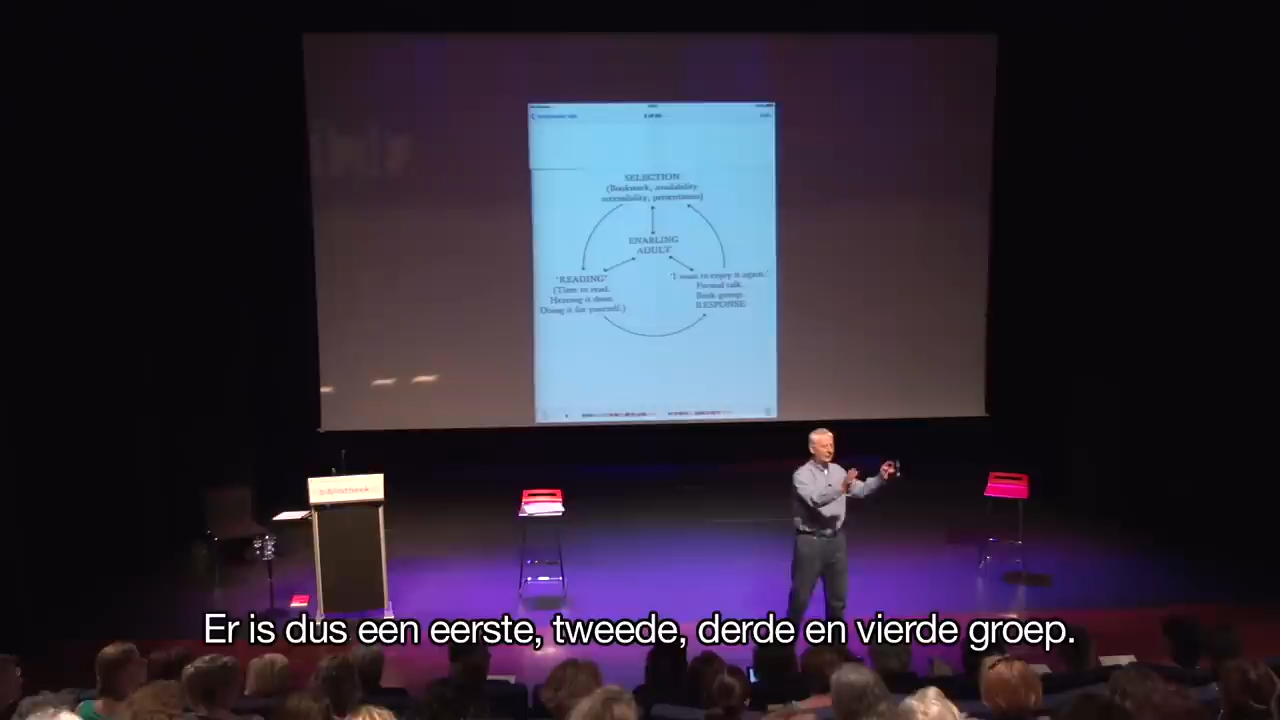 SELECTION
(Bookstock, availability
accessibility, presentation)
ENABLING
ADULT
'READING'
(Time to read.
Hearing it done.
Doing it for yourself.)
'I want to enjoy it again.'
Formal talk.
Book gossip.
RESPONSE
bibliotheek
Er is dus een eerste, tweede, derde en vierde groep.